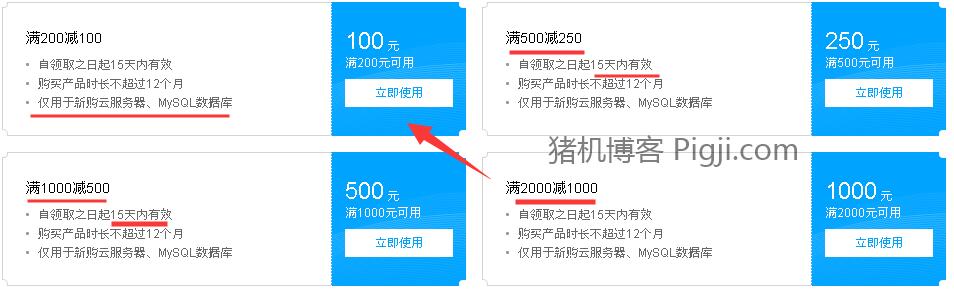 满200减100
自领取之日起15天内有效
购买产品时长不超过12个月
仅用于新购云服务器、MySQL数据库
100 元
满200元可用
立即使用
满500减250
自领取之日起15天内有效
购买产品时长不超过12个月
仅用于新购云服务器、MySQL数据库
250 元
满500元可用
立即使用
猪机博客 Pigji.com
满1000减500
自领取之日起15天内有效
购买产品时长不超过12个月
仅用于新购云服务器、MySQL数据库
500 元
满1000元可用
立即使用
满2000减1000
自领取之日起15天内有效
购买产品时长不超过12个月
仅用于新购云服务器、MySQL数据库
1000 元
满2000元可用
立即使用